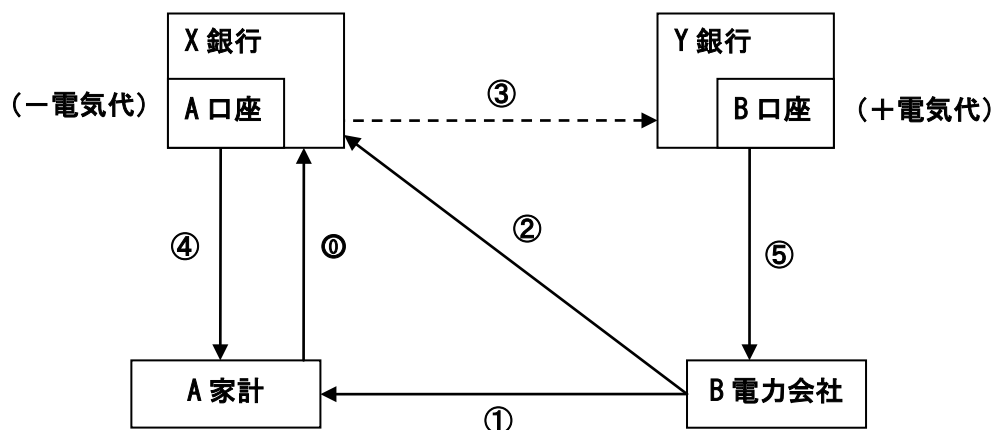 X 銀行
Y 銀行
(－電気代)
A 口座
③
B 口座
(＋電気代)
②
④
⓪
⑤
A 家計
B 電力会社
①